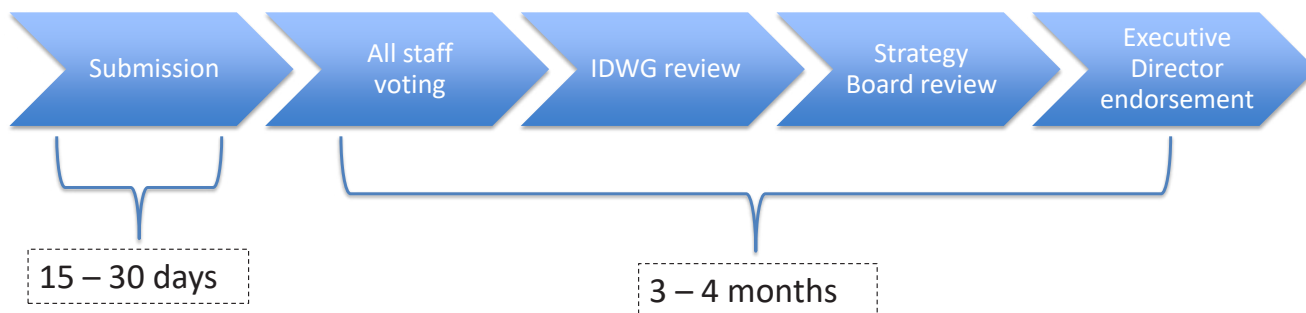 Submission
All staff
voting
IDWG review
Strategy
Board review
Executive
Director
endorsement
15 – 30 days
3 – 4 months